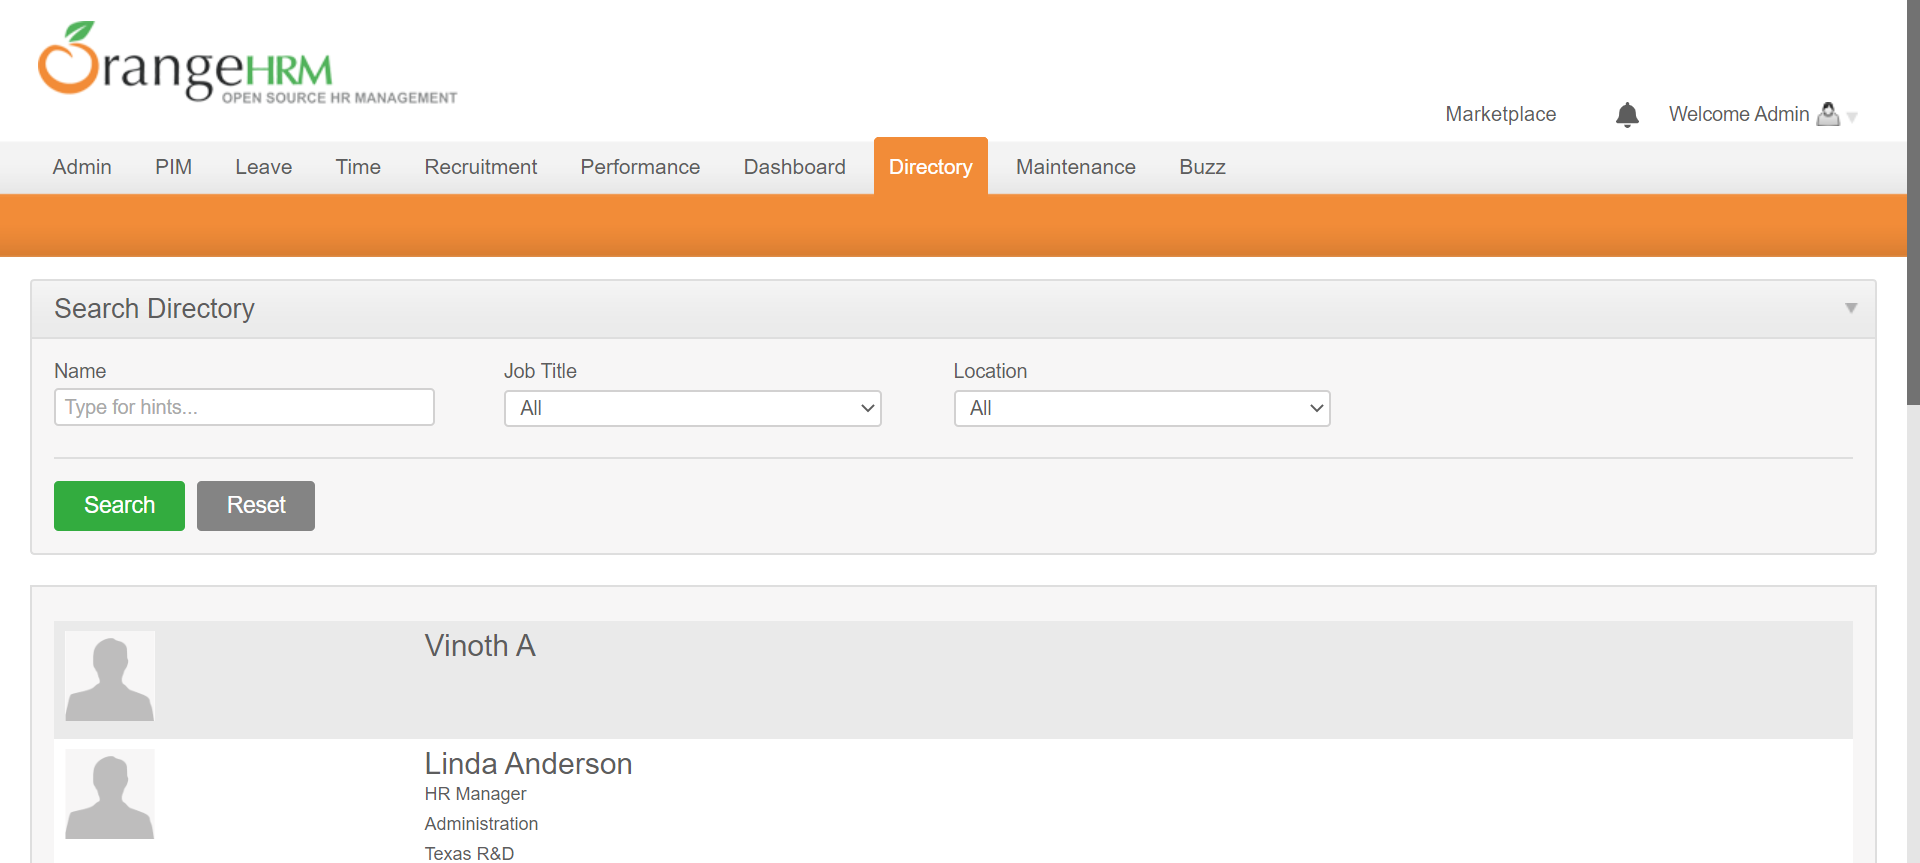 OrangeHRM
OPEN SOURCE HR MANAGEMENT
Marketplace
Welcome Admin
Admin PIM Leave Time Recruitment Performance Dashboard Directory Maintenance Buzz
Search Directory
Name Job Title Location
Type for hints... All All
Search Reset
Vinoth A
Linda Anderson
HR Manager
Administration
Texas R&D